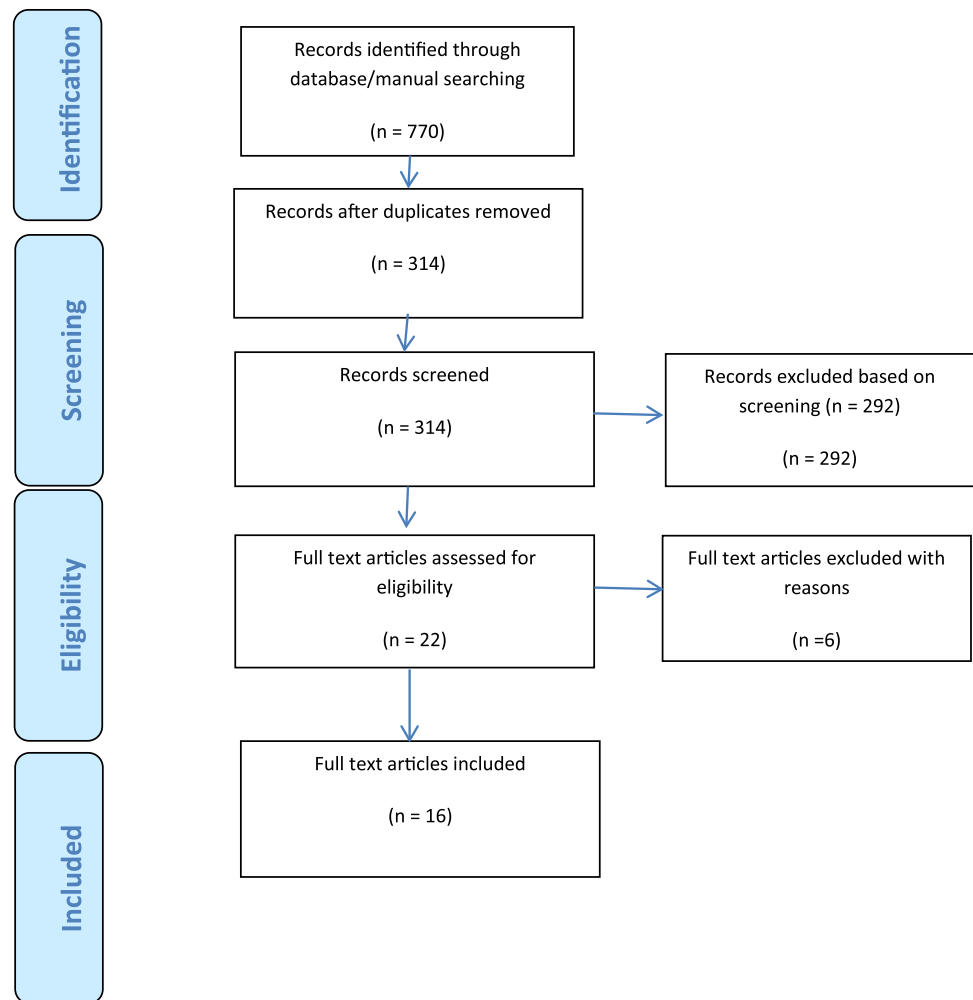 Identification
Records identified through
database/manual searching
(n = 770)
Records after duplicates removed
(n = 314)
Screening
Records screened
(n = 314)
Records excluded based on
screening (n = 292)
(n = 292)
Eligibility
Full text articles assessed for
eligibility
(n = 22)
Full text articles excluded with
reasons
(n =6)
Included
Full text articles included
(n = 16)